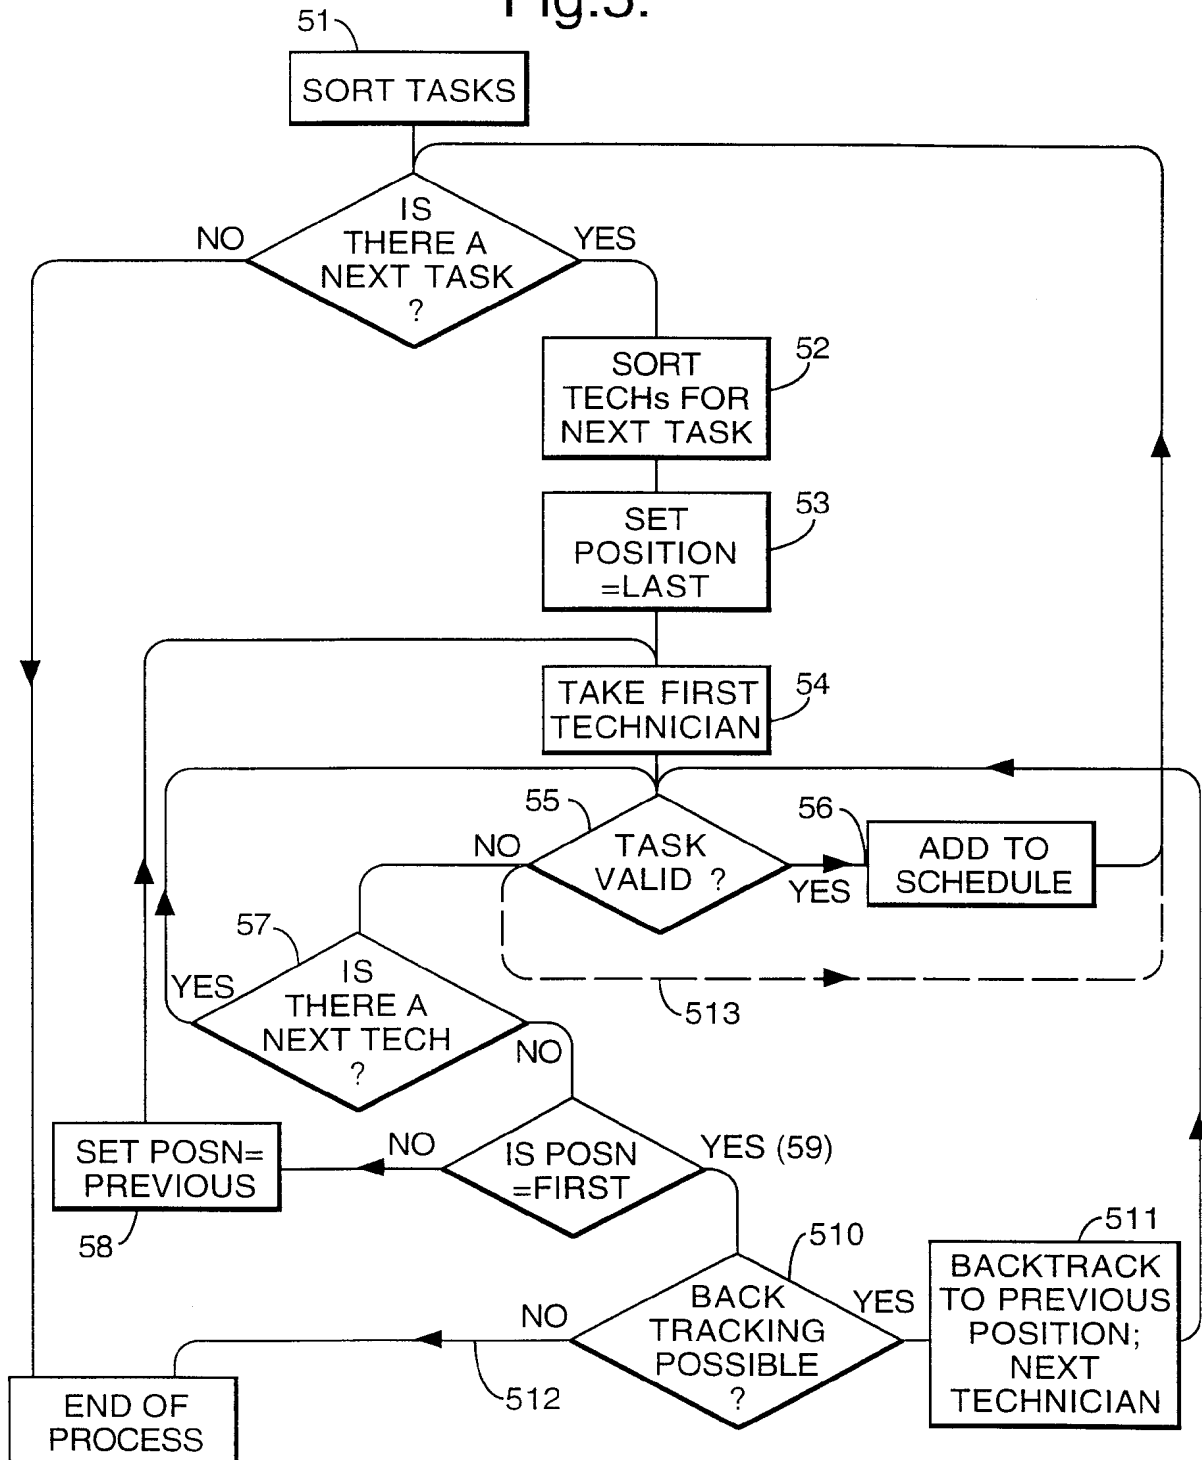 Fig.5.
51
SORT TASKS
IS
THERE A
NEXT TASK
?
NO
YES
52
SORT
TECHs FOR
NEXT TASK
53
SET
POSITION
=LAST
54
TAKE FIRST
TECHNICIAN
55
TASK
VALID ?
NO
YES
56
ADD TO
SCHEDULE
57
IS
THERE A
NEXT TECH
?
YES
NO
513
SET POSN=
PREVIOUS
58
NO
IS POSN
=FIRST
YES (59)
510
BACK
TRACKING
POSSIBLE
?
NO
YES
511
BACKTRACK
TO PREVIOUS
POSITION;
NEXT
TECHNICIAN
512
END OF
PROCESS